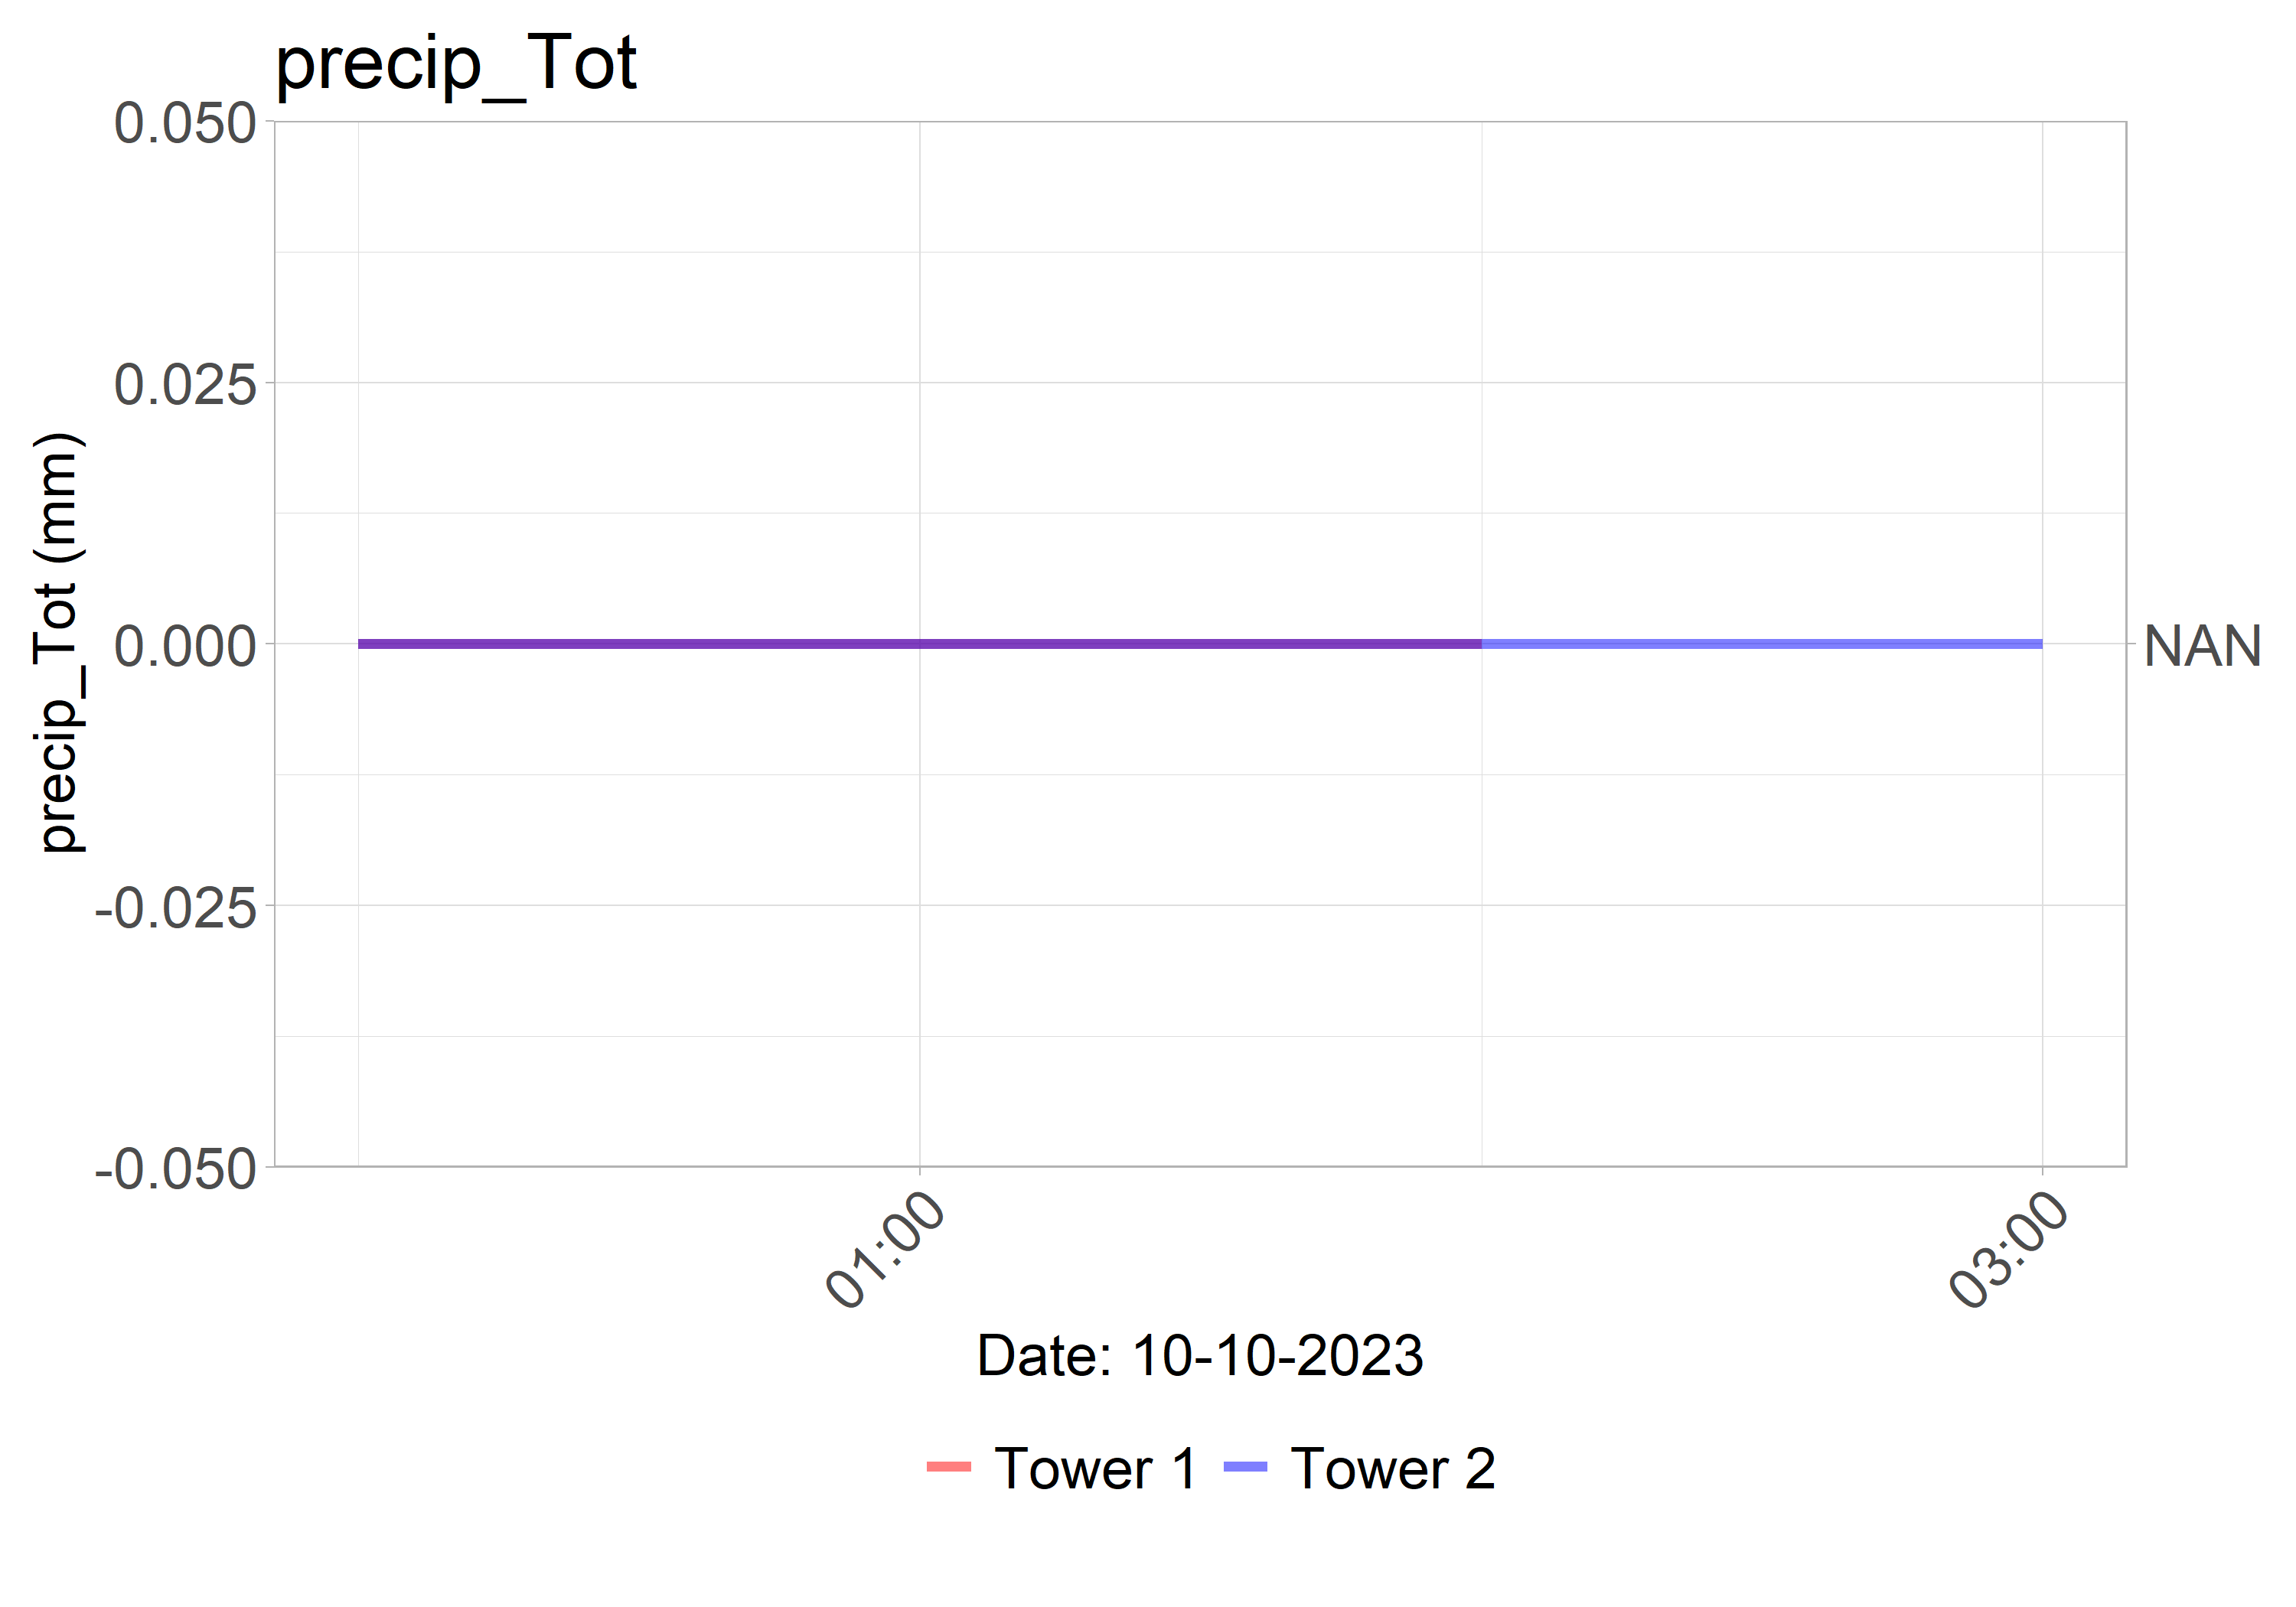 precip_Tot
0.050
0.025
precip_Tot (mm)
0.000
NAN
-0.025
-0.050
01:00
03:00
Date: 10-10-2023
Tower 1
Tower 2